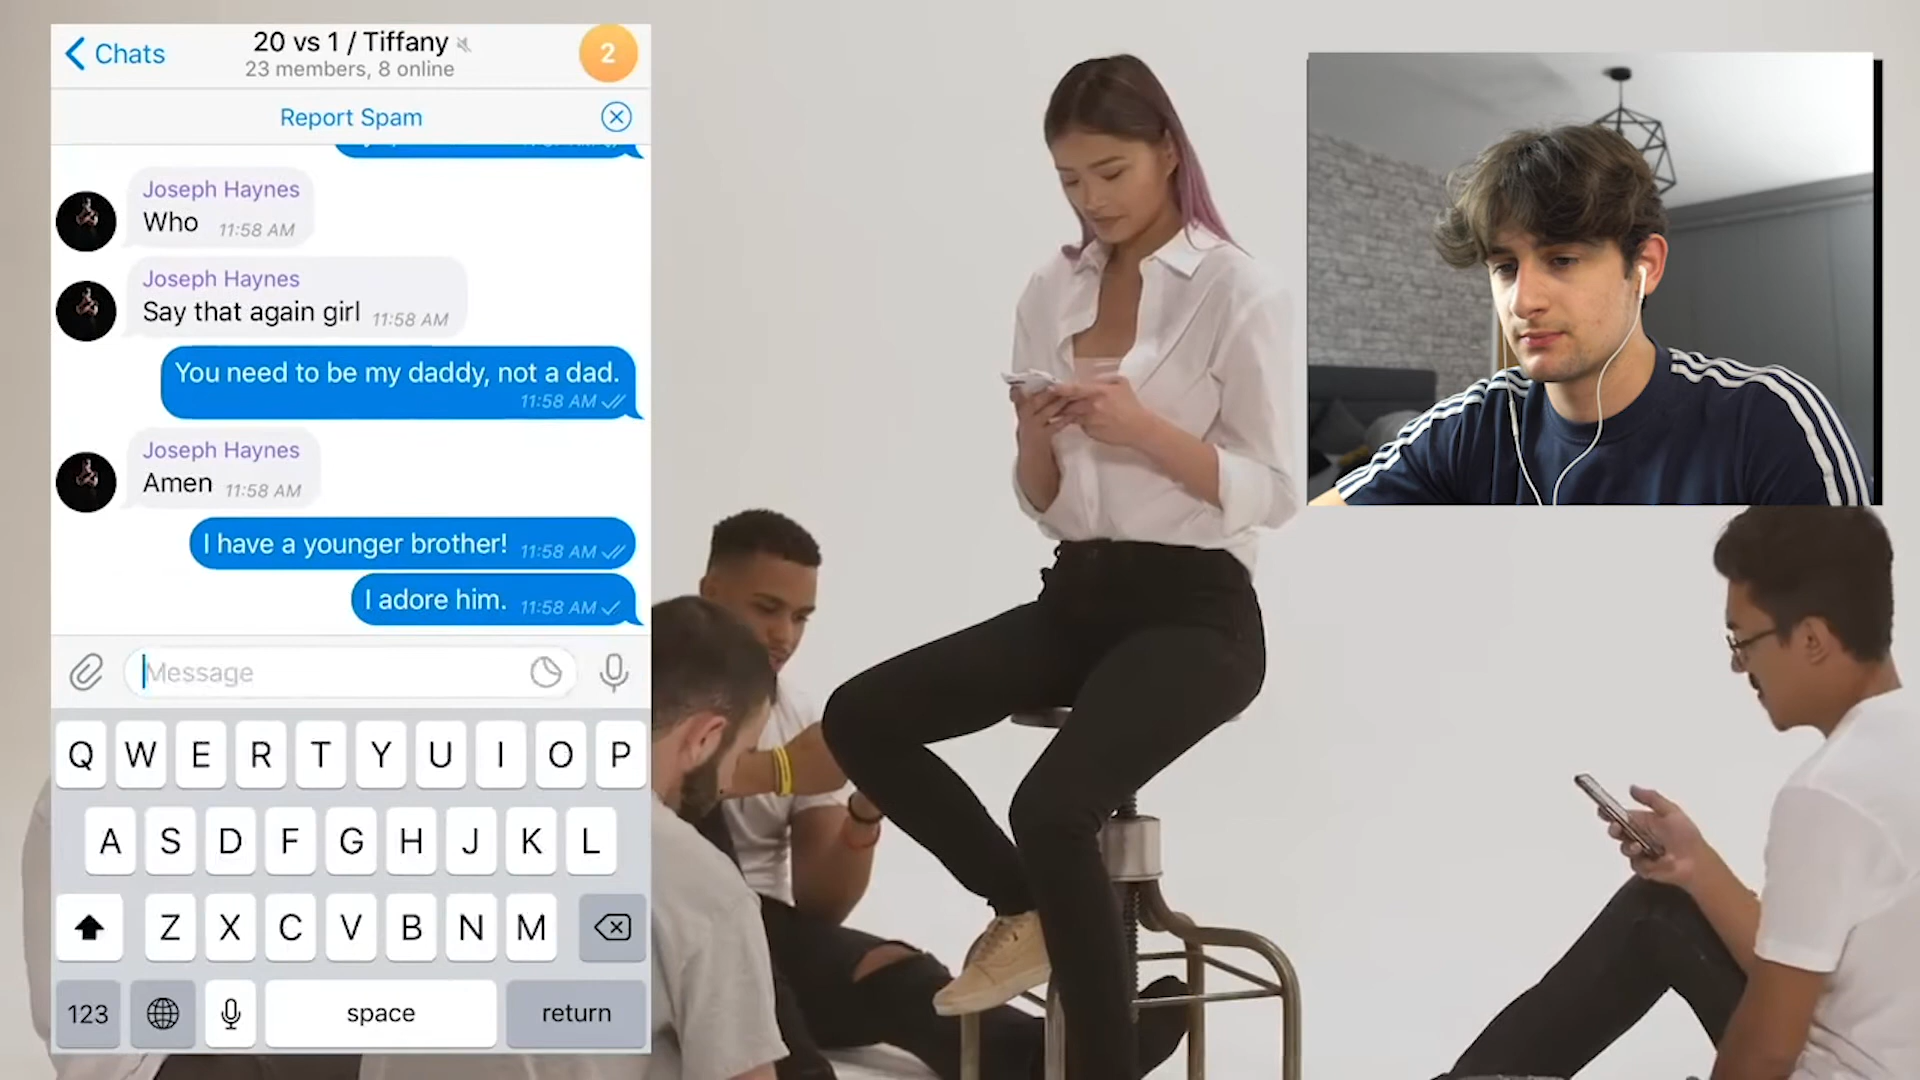 Chats
20 vs 1 / Tiffany
23 members, 8 online
2
Report Spam
Joseph Haynes
Who 11:58 AM
Joseph Haynes
Say that again girl 11:58 AM
You need to be my daddy, not a dad.
11:58 AM
Joseph Haynes
Amen 11:58 AM
I have a younger brother! 11:58 AM
I adore him. 11:58 AM
Message
Q W E R T Y U I O P
A S D F G H J K L
Z X C V B N M
123 space return